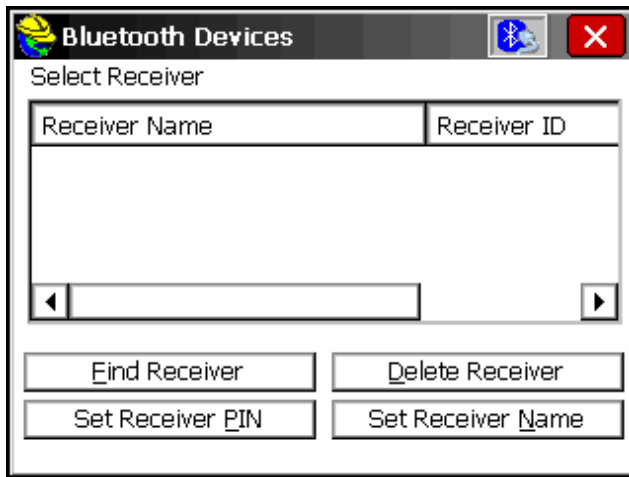 Bluetooth Devices
Select Receiver
Receiver Name Receiver ID
Find Receiver Delete Receiver
Set Receiver PIN Set Receiver Name